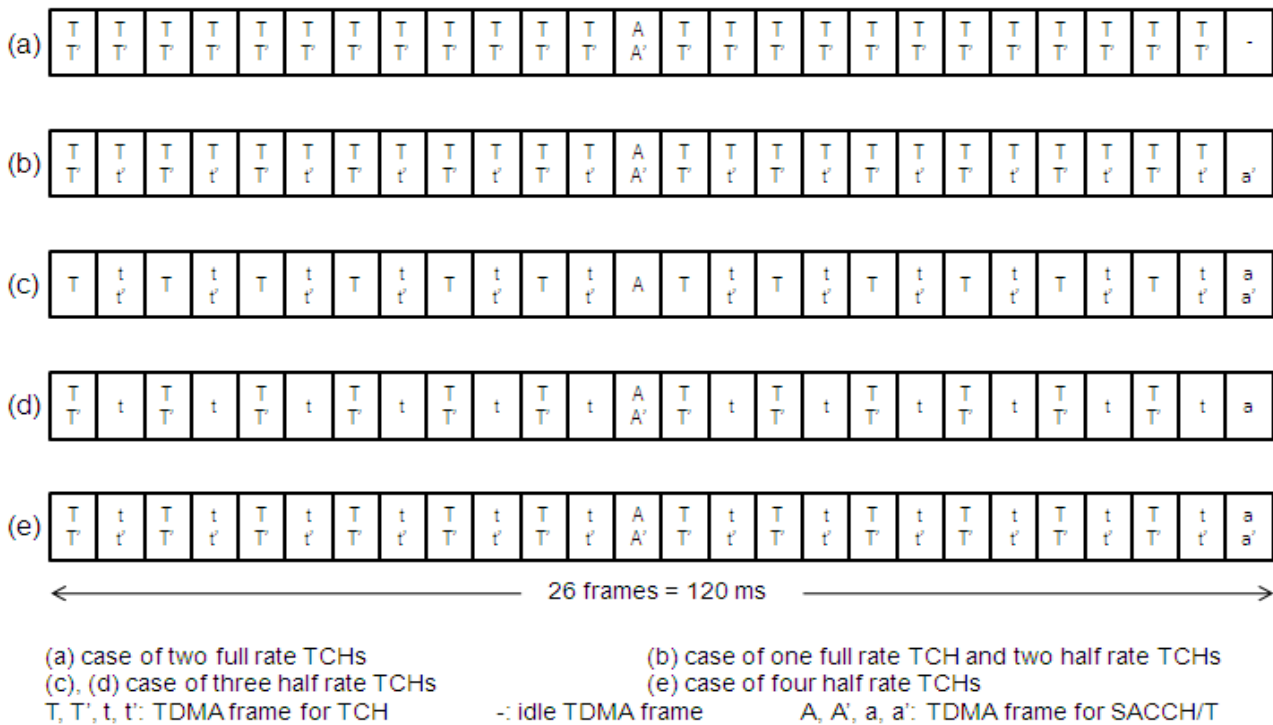 (a) T T T T T T T T T T T T A T T T T T T T T T T T T -
T' T' T' T' T' T' T' T' T' T' T' T' A' T' T' T' T' T' T' T' T' T' T' T' T'
(b) T T T T T T T T T T T T A T T T T T T T T T T T T
T' t' T' t' T' t' T' t' T' t' T' t' A' T' t' T' t' T' t' T' t' T' t' T' t' a'
(c) T t T t T t T t T t T t A T t T t T t T t T t T t a
t' t' t' t' t' t' t' t' t' t' t' t' a'
(d) T t T t T t T t T t T t A T t T t T t T t T t T t a
T' T' T' T' T' T' A' T' T' T' T' T' T'
(e) T t T t T t T t T t T t A T t T t T t T t T t T t a
T' t' T' t' T' t' T' t' T' t' T' t' A' T' t' T' t' T' t' T' t' T' t' T' t' a'
26 frames = 120 ms
(a) case of two full rate TCHs (b) case of one full rate TCH and two half rate TCHs
(c), (d) case of three half rate TCHs (e) case of four half rate TCHs
T, T', t, t': TDMA frame for TCH -: idle TDMA frame A, A', a, a': TDMA frame for SACCH/T